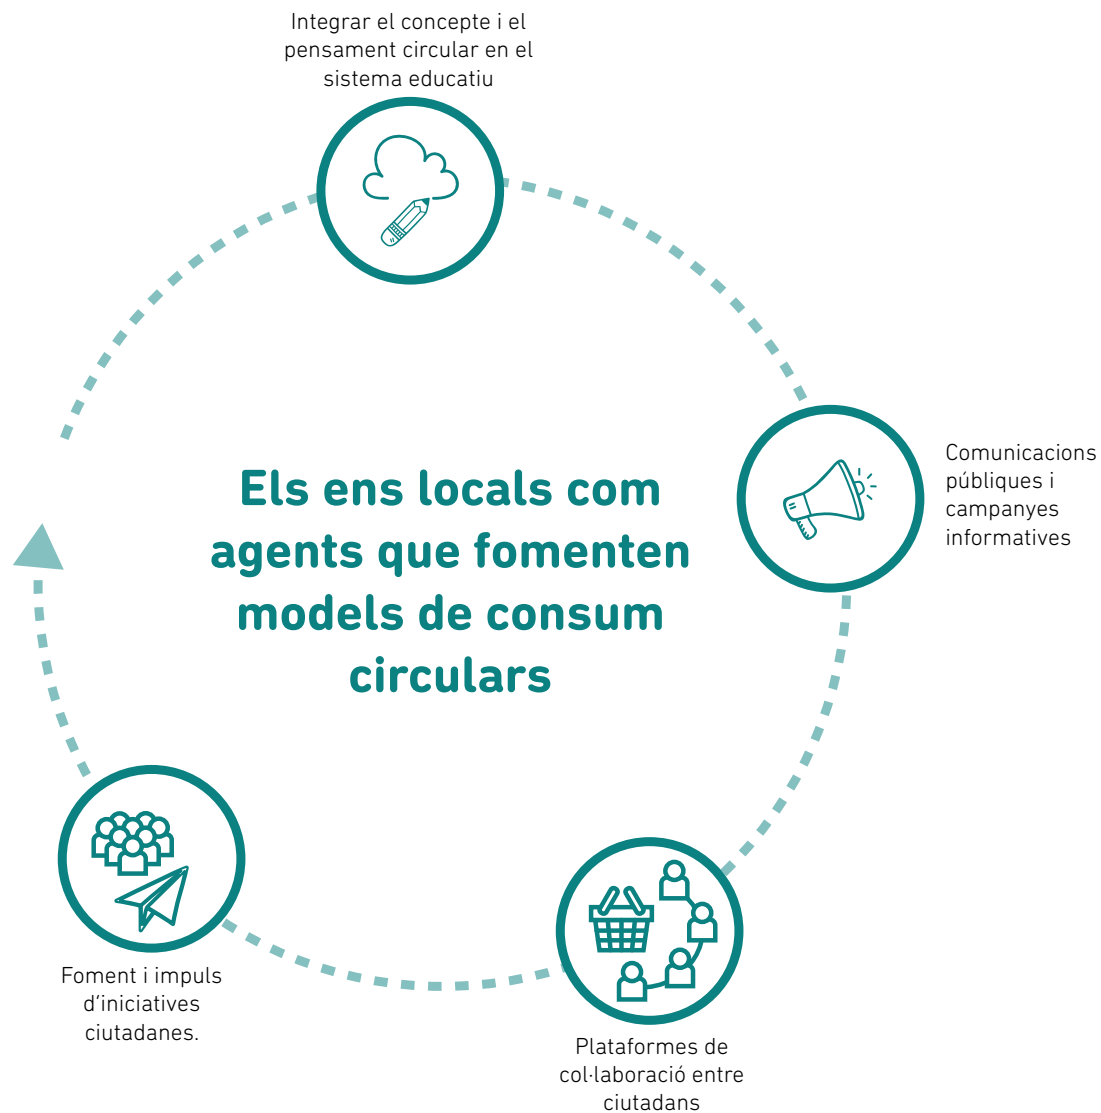 Integrar el concepte i el
pensament circular en el
sistema educatiu
Comunicacions
públiques i
campanyes
informatives
Els ens locals com
agents que fomenten
models de consum
circulars
Foment i impuls
d’iniciatives
ciutadanes.
Plataformes de
col·laboració entre
ciutadans